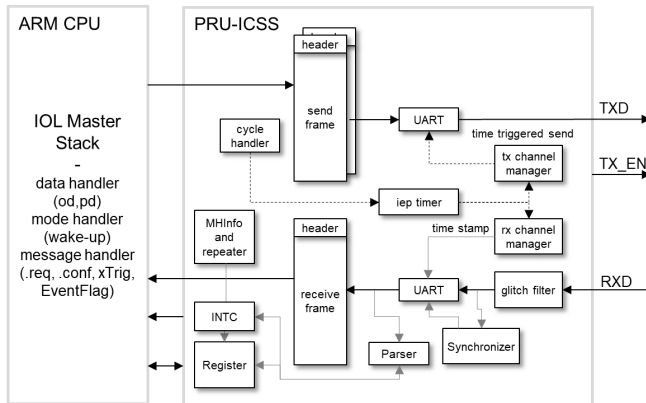 ARM CPU
IOL Master
Stack
-
data handler
(od,pd)
mode handler
(wake-up)
message handler
(.req, .conf, xTrig,
EventFlag)
PRU-ICSS
header
send
frame
cycle
handler
UART
TXD
time triggered send
tx channel
manager
TX_EN
iep timer
MHInfo
and
repeater
header
receive
frame
time stamp
rx channel
manager
UART
glitch filter
RXD
INTC
Parser
Synchronizer
Register